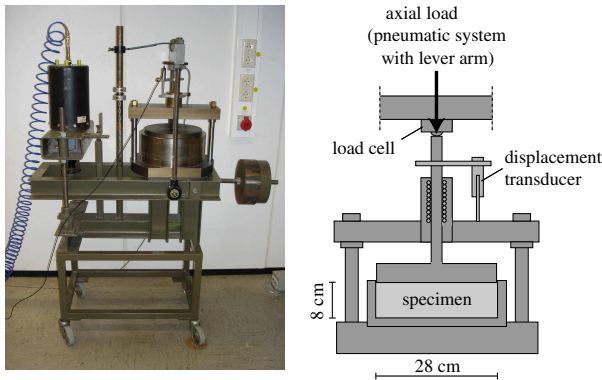 axial load
(pneumatic system
with lever arm)
load cell
displacement
transducer
specimen
8 cm
28 cm